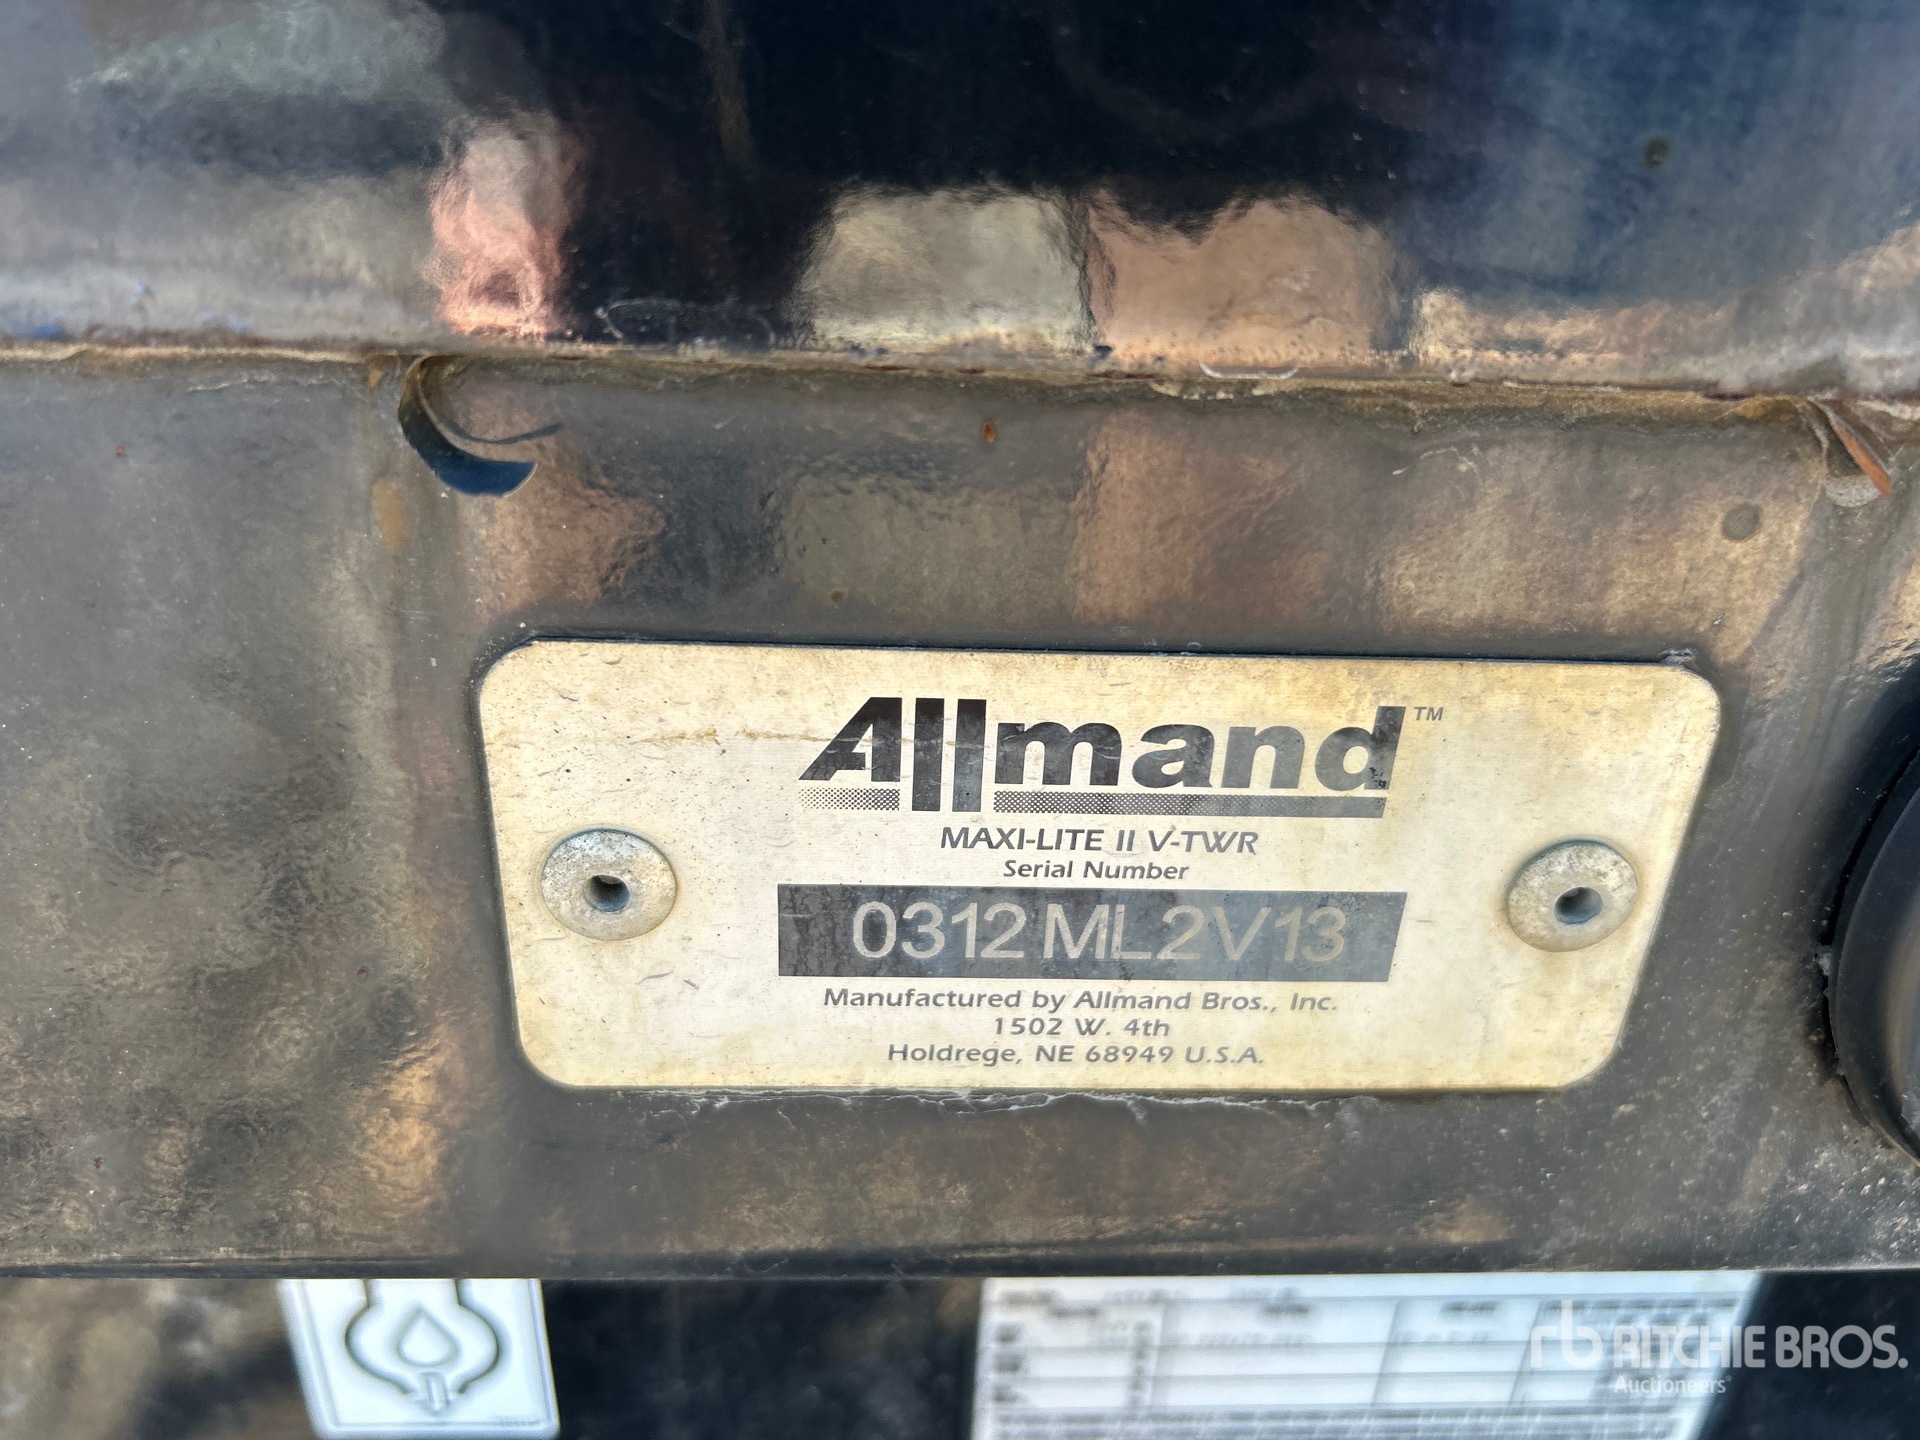 Allmand™
MAXI-LITE II V-TWR
Serial Number
0312ML2V13
Manufactured by Allmand Bros., Inc.
1502 W. 4th
Holdrege, NE 68949 U.S.A.
rb RITCHIE BROS.
Auctioneers